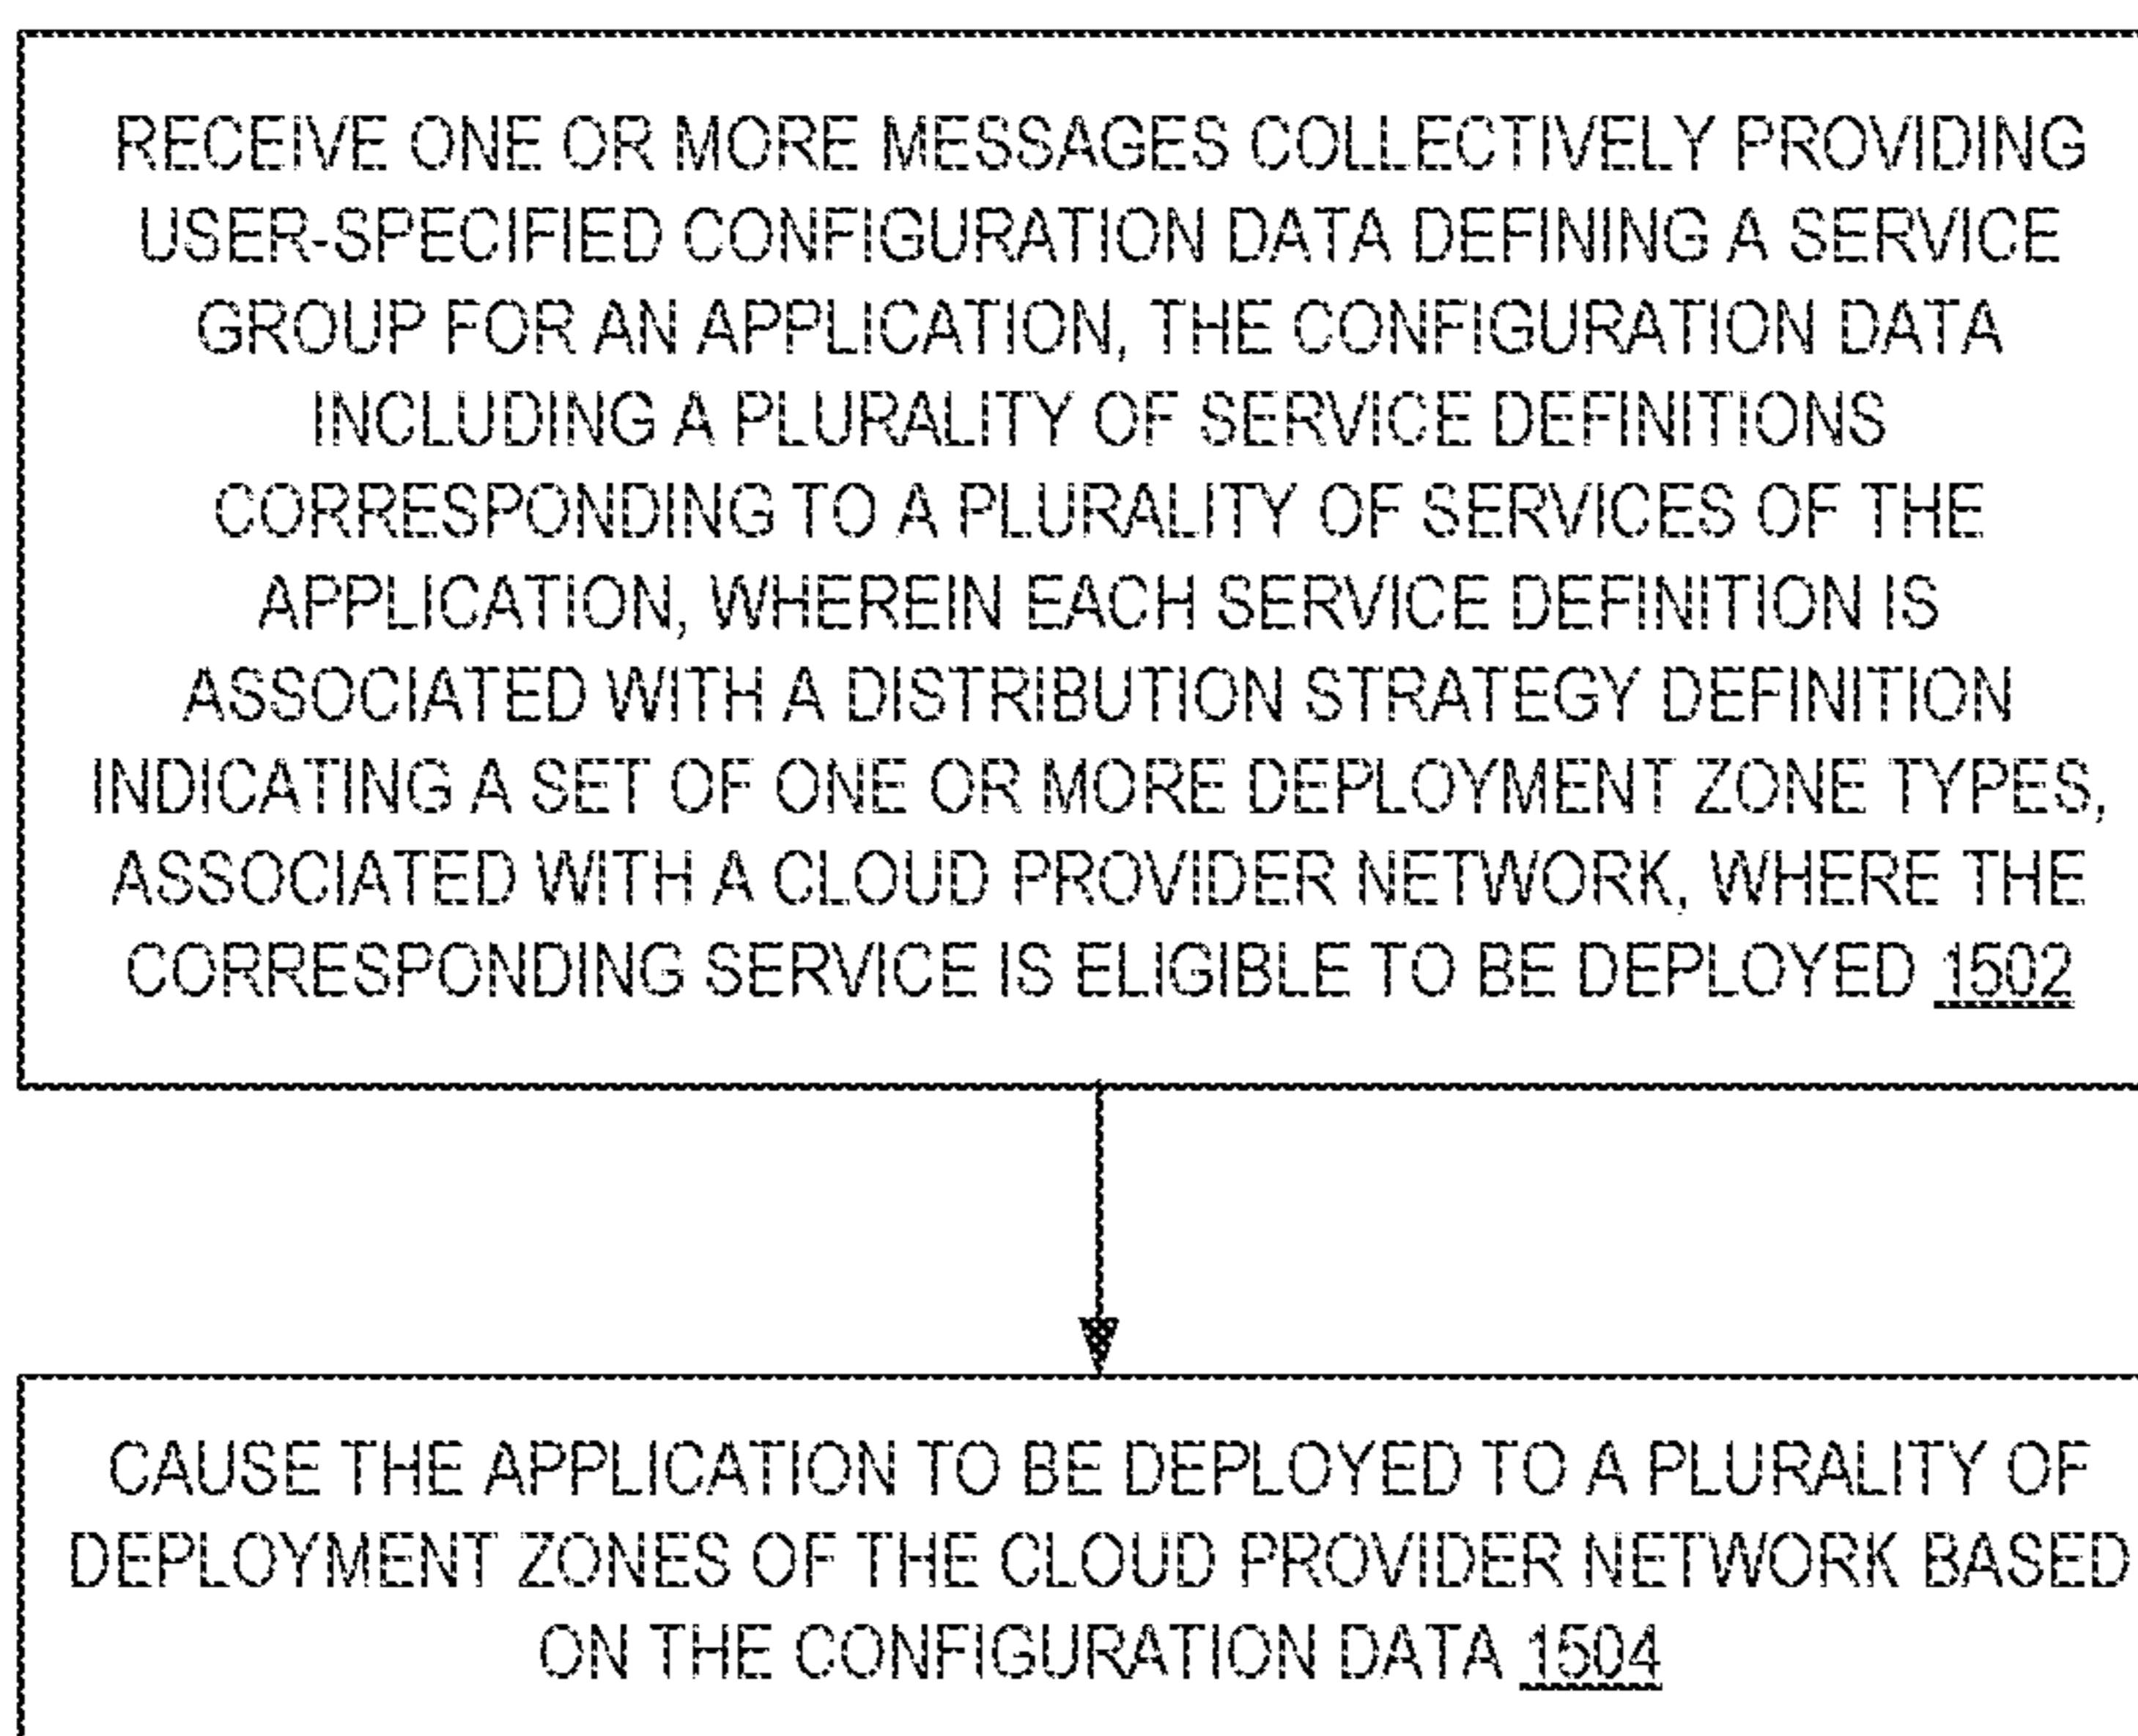 RECEIVE ONE OR MORE MESSAGES COLLECTIVELY PROVIDING
USER-SPECIFIED CONFIGURATION DATA DEFINING A SERVICE
GROUP FOR AN APPLICATION, THE CONFIGURATION DATA
INCLUDING A PLURALITY OF SERVICE DEFINITIONS
CORRESPONDING TO A PLURALITY OF SERVICES OF THE
APPLICATION, WHEREIN EACH SERVICE DEFINITION IS
ASSOCIATED WITH A DISTRIBUTION STRATEGY DEFINITION
INDICATING A SET OF ONE OR MORE DEPLOYMENT ZONE TYPES,
ASSOCIATED WITH A CLOUD PROVIDER NETWORK, WHERE THE
CORRESPONDING SERVICE IS ELIGIBLE TO BE DEPLOYED 1502
CAUSE THE APPLICATION TO BE DEPLOYED TO A PLURALITY OF
DEPLOYMENT ZONES OF THE CLOUD PROVIDER NETWORK BASED
ON THE CONFIGURATION DATA 1504